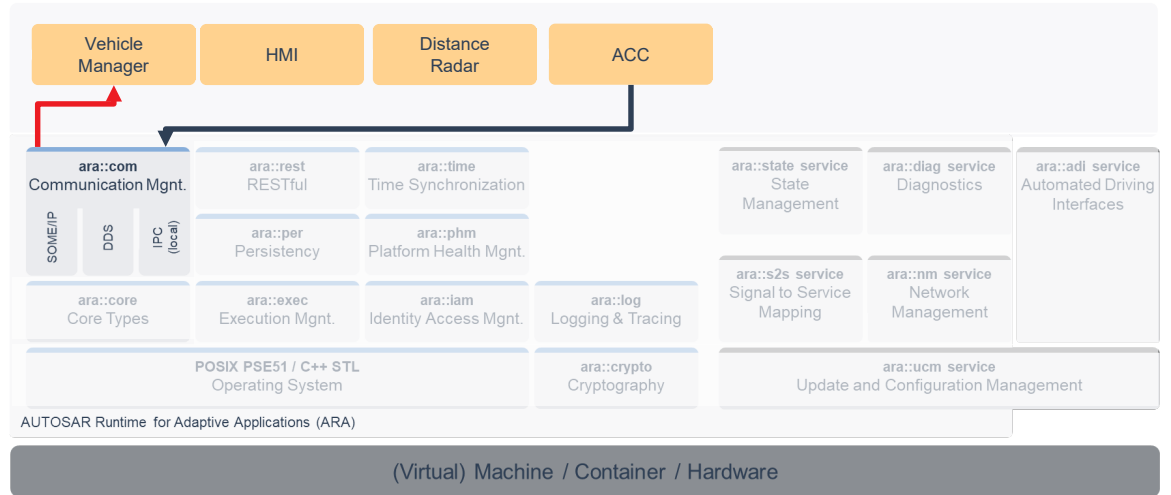 Vehicle
Manager
HMI
Distance
Radar
ACC
ara::com
Communication Mgnt.
SOME/IP
DDS
IPC
(local)
ara::rest
RESTful
ara::time
Time Synchronization
ara::per
Persistency
ara::phm
Platform Health Mgnt.
ara::core
Core Types
ara::exec
Execution Mgnt.
ara::iam
Identity Access Mgnt.
ara::log
Logging & Tracing
ara::state service
State
Management
ara::diag service
Diagnostics
ara::adi service
Automated Driving
Interfaces
ara::s2s service
Signal to Service
Mapping
ara::nm service
Network
Management
POSIX PSE51 / C++ STL
Operating System
ara::crypto
Cryptography
ara::ucm service
Update and Configuration Management
AUTOSAR Runtime for Adaptive Applications (ARA)
(Virtual) Machine / Container / Hardware